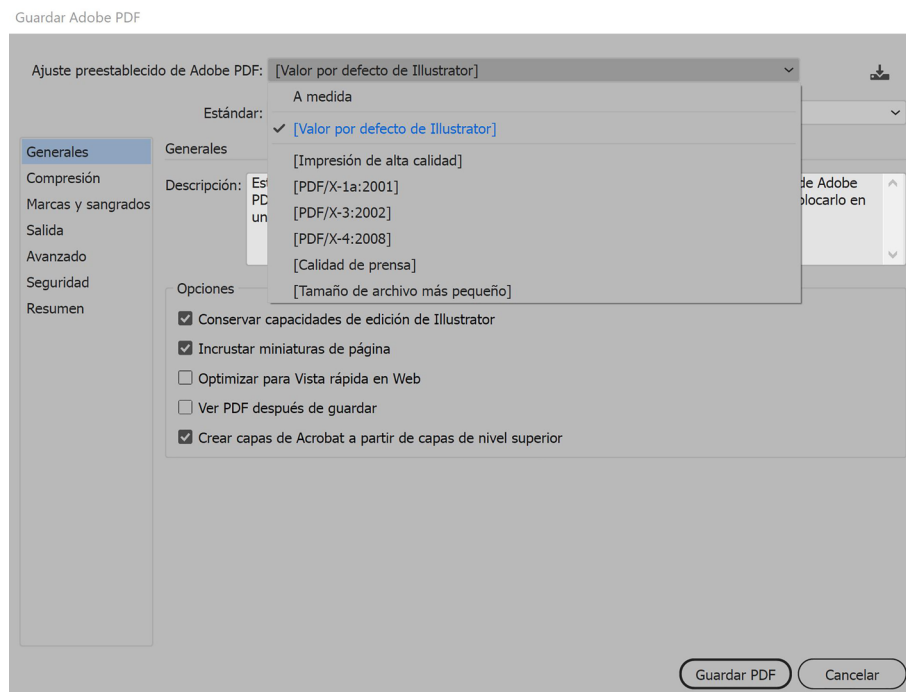 Guardar Adobe PDF
Ajuste preestablecido de Adobe PDF: [Valor por defecto de Illustrator]
A medida
Estándar:
[Valor por defecto de Illustrator]
Generales
Compresión
Marcas y sangrados
Salida
Avanzado
Seguridad
Resumen
Generales
Descripción:
de Adobe
un
[Impresión de alta calidad]
[PDF/X-1a:2001]
[PDF/X-3:2002]
[PDF/X-4:2008]
[Calidad de prensa]
[Tamaño de archivo más pequeño]
Opciones
Conservar capacidades de edición de Illustrator
Incrustar miniaturas de página
Optimizar para Vista rápida en Web
Ver PDF después de guardar
Crear capas de Acrobat a partir de capas de nivel superior
Guardar PDF
Cancelar